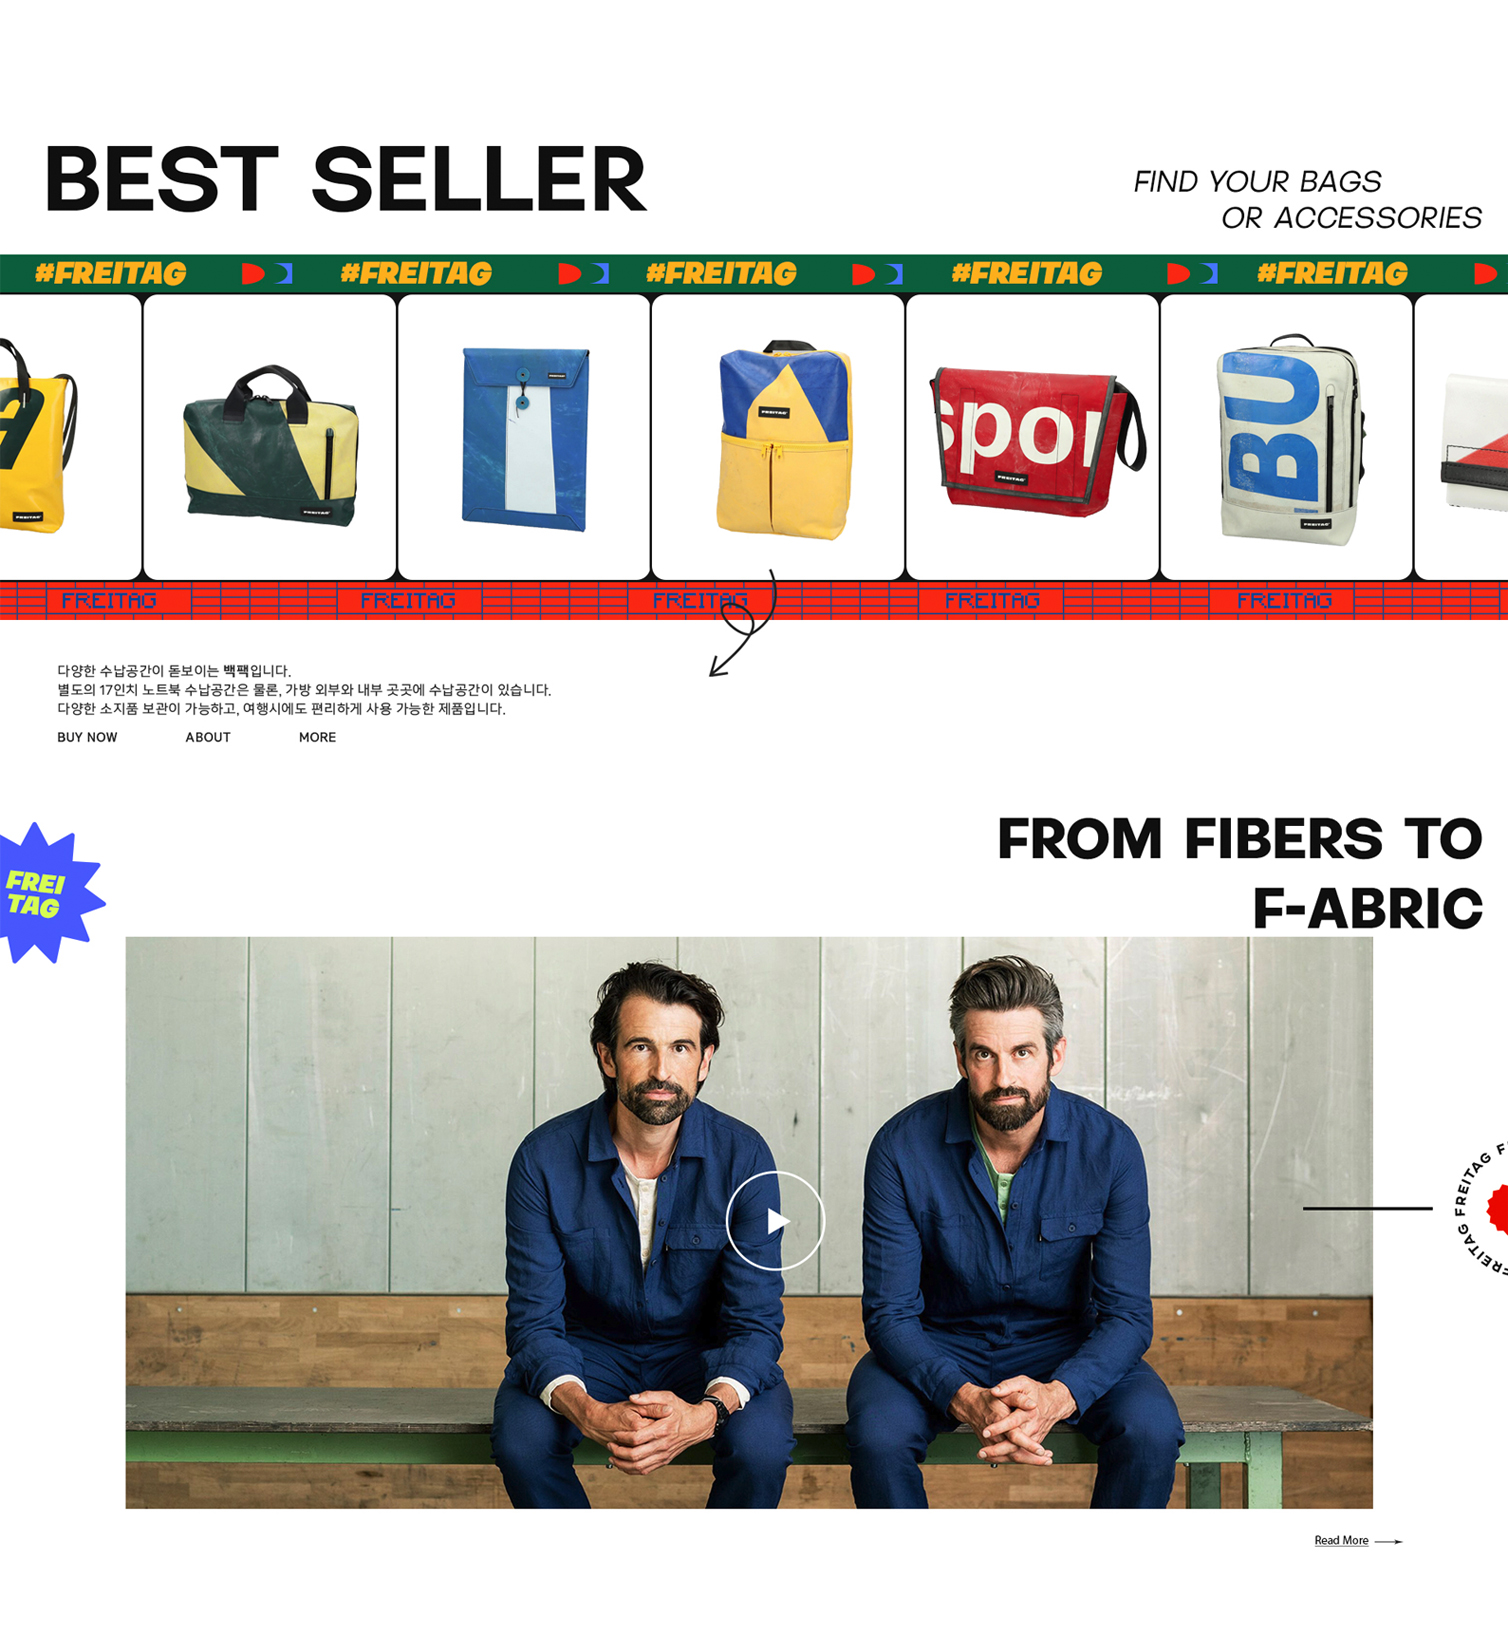 BEST SELLER
FIND YOUR BAGS
OR ACCESSORIES
#FREITAG #FREITAG #FREITAG #FREITAG #FREITAG
FREITAG
FREITAG
FREITAG
spor
FREITAG
BU
FREITAG
FREITAG FREITAG FREITAG FREITAG FREITAG
다양한 수납공간이 돋보이는 백팩입니다.
별도의 17인치 노트북 수납공간은 물론, 가방 외부와 내부 곳곳에 수납공간이 있습니다.
다양한 소지품 보관이 가능하고, 여행시에도 편리하게 사용 가능한 제품입니다.
BUY NOW ABOUT MORE
FREI
TAG
FROM FIBERS TO
F-ABRIC
FREITAG FREITAG F
Read More